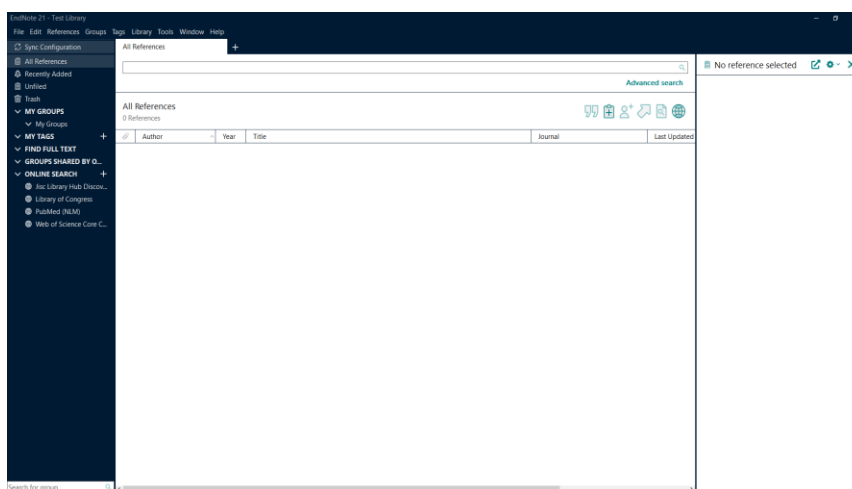 EndNote 21 - Test Library
File Edit References Groups Tags Library Tools Window Help
Sync Configuration
All References
Recently Added
Unfiled
Trash
MY GROUPS
My Groups
MY TAGS +
FIND FULL TEXT
GROUPS SHARED BY O...
ONLINE SEARCH +
Jisc Library Hub Discov...
Library of Congress
PubMed (NLM)
Web of Science Core C...
Search for group
All References +
Advanced search
All References
0 References
Author Year Title Journal Last Updated
No reference selected